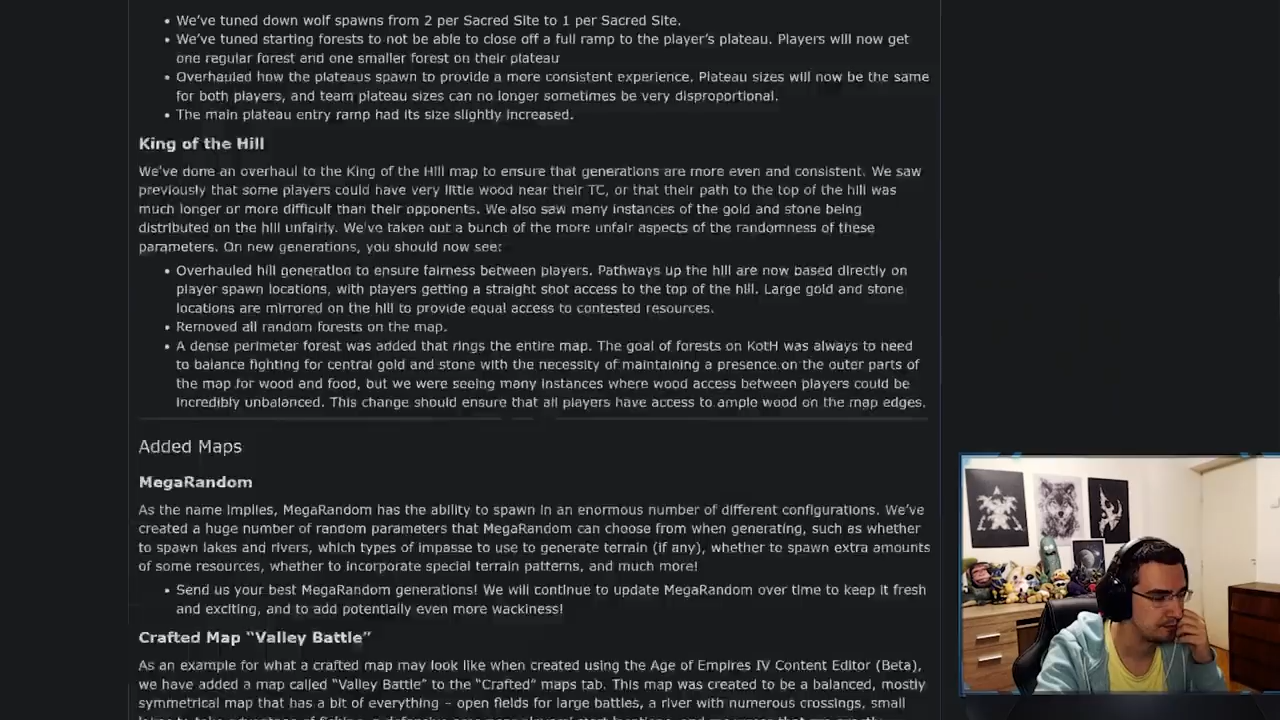 We've tuned down wolf spawns from 2 per Sacred Site to 1 per Sacred Site.
We've tuned starting forests to not be able to close off a full ramp to the player's plateau. Players will now get
one regular forest and one smaller forest on their plateau
Overhauled how the plateaus spawn to provide a more consistent experience. Plateau sizes will now be the same
for both players, and team plateau sizes can no longer sometimes be very disproportional.
The main plateau entry ramp had its size slightly increased.
King of the Hill
We've done an overhaul to the King of the Hill map to ensure that generations are more even and consistent. We saw
previously that some players could have very little wood near their TC, or that their path to the top of the hill was
much longer or more difficult than their opponents. We also saw many instances of the gold and stone being
distributed on the hill unfairly. We've taken out a bunch of the more unfair aspects of the randomness of these
parameters. On new generations, you should now see:
Overhauled hill generation to ensure fairness between players. Pathways up the hill are now based directly on
player spawn locations, with players getting a straight shot access to the top of the hill. Large gold and stone
locations are mirrored on the hill to provide equal access to contested resources.
Removed all random forests on the map.
A dense perimeter forest was added that rings the entire map. The goal of forests on KotH was always to need
to balance fighting for central gold and stone with the necessity of maintaining a presence on the outer parts of
the map for wood and food, but we were seeing many instances where wood access between players could be
incredibly unbalanced. This change should ensure that all players have access to ample wood on the map edges.
Added Maps
MegaRandom
As the name implies, MegaRandom has the ability to spawn in an enormous number of different configurations. We've
created a huge number of random parameters that MegaRandom can choose from when generating, such as whether
to spawn lakes and rivers, which types of impasse to use to generate terrain (if any), whether to spawn extra amounts
of some resources, whether to incorporate special terrain patterns, and much more!
Send us your best MegaRandom generations! We will continue to update MegaRandom over time to keep it fresh
and exciting, and to add potentially even more wackiness!
Crafted Map "Valley Battle"
As an example for what a crafted map may look like when created using the Age of Empires IV Content Editor (Beta),
we have added a map called "Valley Battle" to the "Crafted" maps tab. This map was created to be a balanced, mostly
symmetrical map that has a bit of everything – open fields for large battles, a river with numerous crossings, small